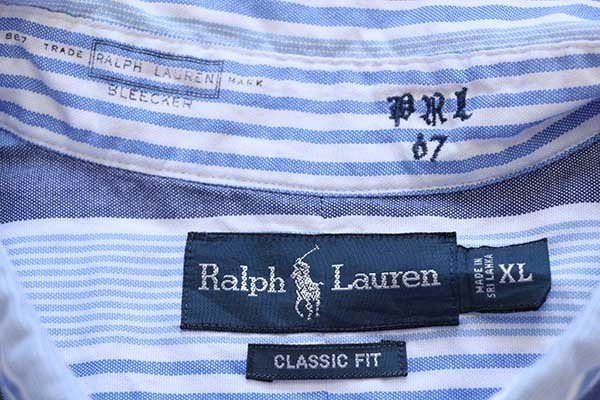 867 TRADE RALPH LAUREN MARK
BLEECKER
PRL
67
Ralph Lauren
MADE IN
SRI LANKA
XL
CLASSIC FIT